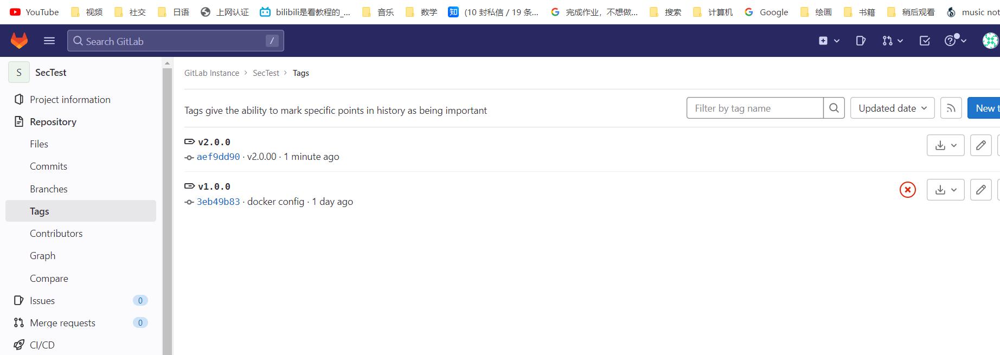 YouTube 视频 社交 日语 上网认证 bilibili是看教程的_... 音乐 数学 知 (10 封私信 / 19 条... 完成作业，不想做... 搜索 计算机 Google 绘画 书籍 稍后观看 music not
Search GitLab /
S SecTest
Project information
Repository
Files
Commits
Branches
Tags
Contributors
Graph
Compare
Issues 0
Merge requests 0
CI/CD
GitLab Instance > SecTest > Tags
Tags give the ability to mark specific points in history as being important
Filter by tag name Updated date New t
v2.0.0
aef9dd90 · v2.0.00 · 1 minute ago
v1.0.0
3eb49b83 · docker config · 1 day ago